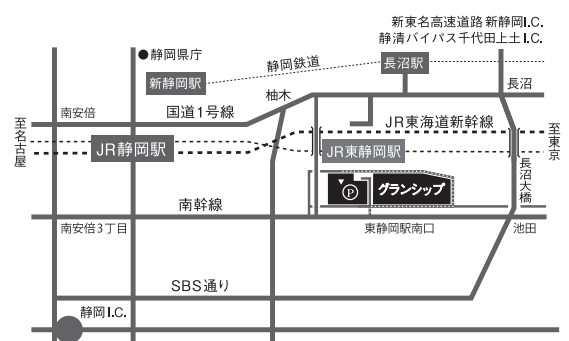 新東名高速道路 新静岡I.C.
静清バイパス千代田上土 I.C.
●静岡県庁
静岡鉄道
長沼駅
新静岡駅
柚木
長沼
南安倍
国道1号線
JR東海道新幹線
至名古屋
JR静岡駅
JR東静岡駅
至東京
長沼大橋
P
グランシップ
南幹線
南安倍3丁目
東静岡駅南口
池田
SBS通り
静岡I.C.